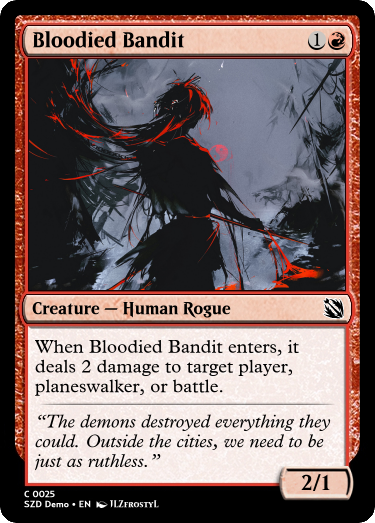 Bloodied Bandit 1
Creature — Human Rogue
When Bloodied Bandit enters, it
deals 2 damage to target player,
planeswalker, or battle.
“The demons destroyed everything they
could. Outside the cities, we need to be
just as ruthless.”
2/1
C 0025
SZD Demo • EN JLZFrostyL